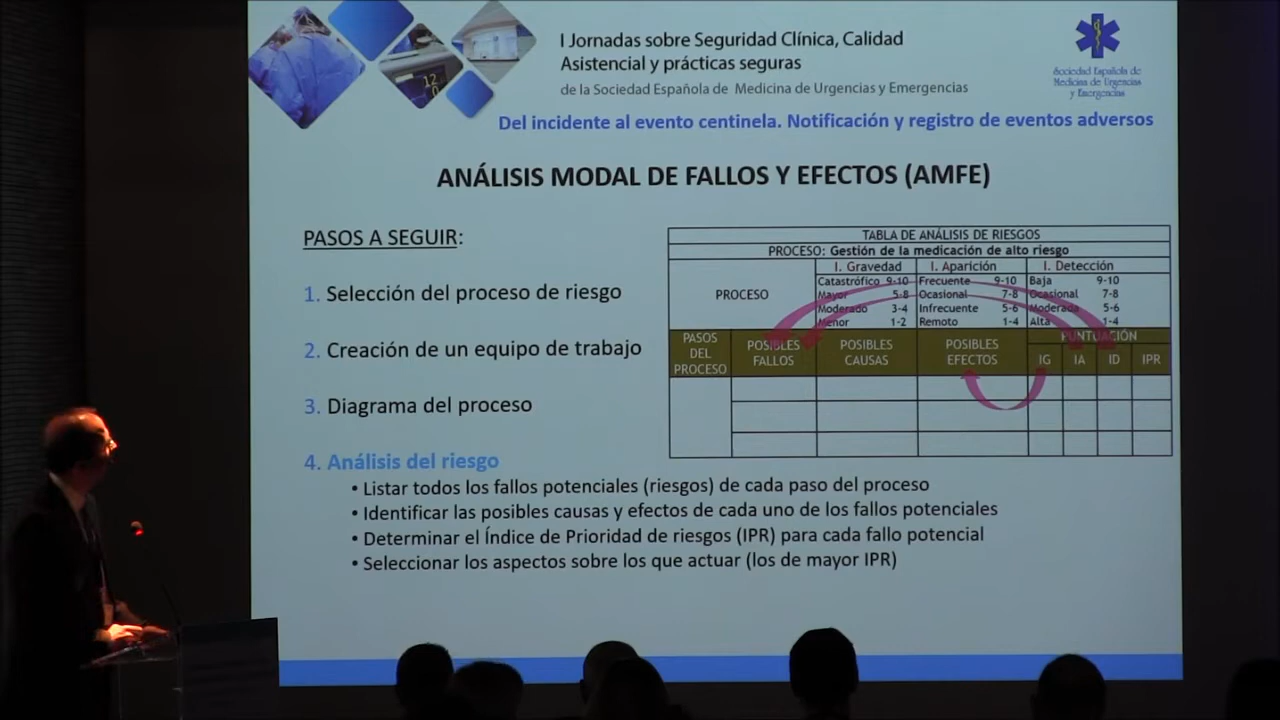 I Jornadas sobre Seguridad Clínica, Calidad
Asistencial y prácticas seguras
de la Sociedad Española de Medicina de Urgencias y Emergencias
Sociedad Española de
Medicina de Urgencias
y Emergencias
Del incidente al evento centinela. Notificación y registro de eventos adversos
ANÁLISIS MODAL DE FALLOS Y EFECTOS (AMFE)
PASOS A SEGUIR:
1. Selección del proceso de riesgo
2. Creación de un equipo de trabajo
3. Diagrama del proceso
4. Análisis del riesgo
• Listar todos los fallos potenciales (riesgos) de cada paso del proceso
• Identificar las posibles causas y efectos de cada uno de los fallos potenciales
• Determinar el Índice de Prioridad de riesgos (IPR) para cada fallo potencial
• Seleccionar los aspectos sobre los que actuar (los de mayor IPR)
TABLA DE ANÁLISIS DE RIESGOS
PROCESO: Gestión de la medicación de alto riesgo
PROCESO
I. Gravedad I. Aparición I. Detección
Catastrófico 9-10 Frecuente 9-10 Baja 9-10
Mayor 5-8 Ocasional 7-8 Ocasional 7-8
Moderado 3-4 Infrecuente 5-6 Moderada 5-6
Menor 1-2 Remoto 1-4 Alta 1-4
PASOS DEL PROCESO
POSIBLES FALLOS
POSIBLES CAUSAS
POSIBLES EFECTOS
PUNTUACIÓN
IG IA ID IPR
12
0